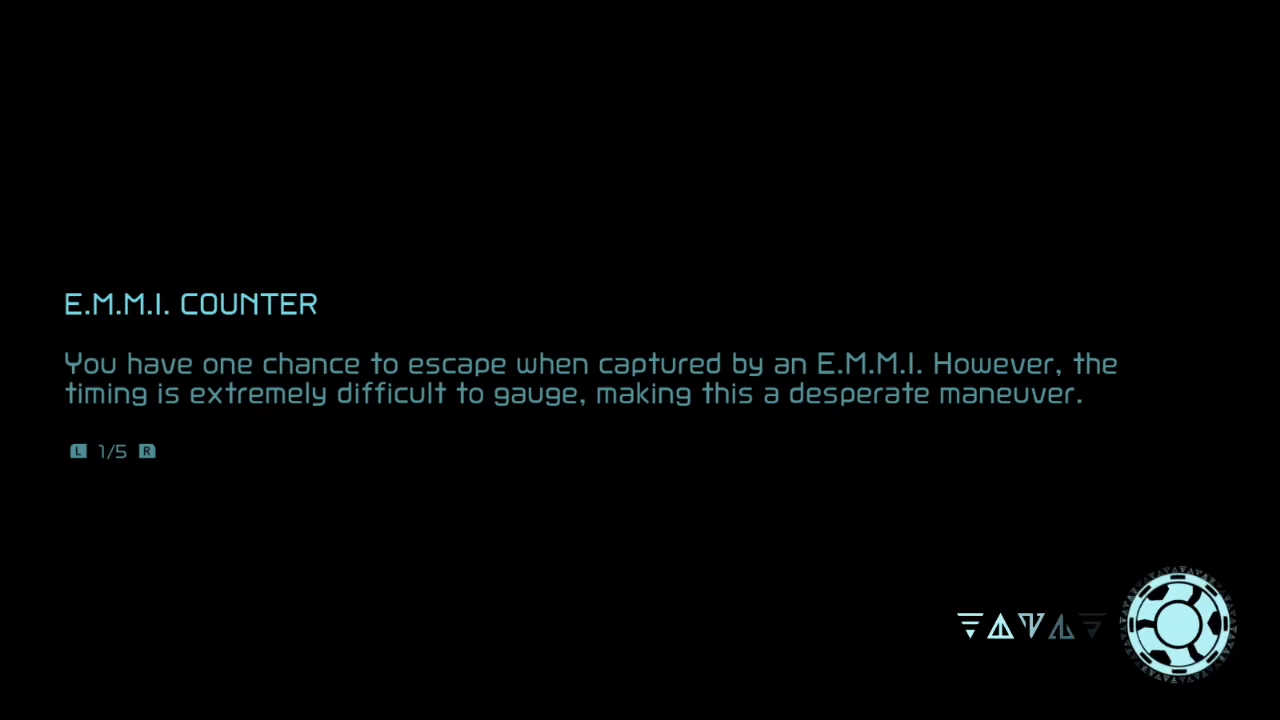 E.M.M.I. COUNTER
You have one chance to escape when captured by an E.M.M.I. However, the
timing is extremely difficult to gauge, making this a desperate maneuver.
L 1/5 R